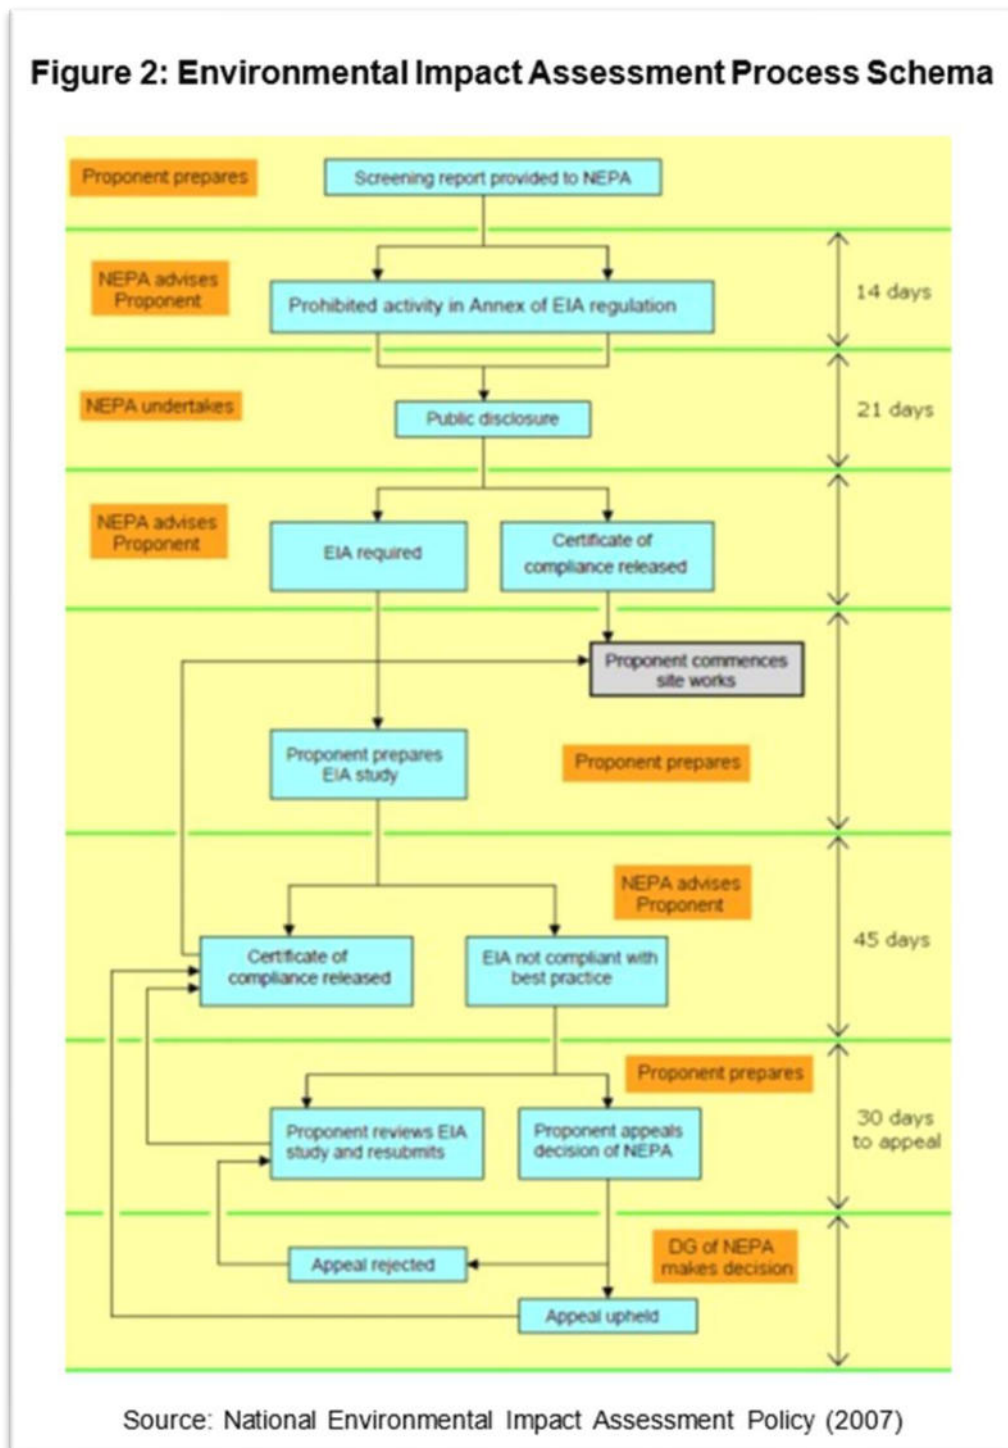 Figure 2: Environmental Impact Assessment Process Schema
Proponent prepares
Screening report provided to NEPA
NEPA advises
Proponent
Prohibited activity in Annex of EIA regulation
14 days
NEPA undertakes
Public disclosure
21 days
NEPA advises
Proponent
EIA required
Certificate of
compliance released
Proponent commences
site works
Proponent prepares
EIA study
Proponent prepares
NEPA advises
Proponent
Certificate of
compliance released
EIA not compliant with
best practice
45 days
Proponent prepares
Proponent reviews EIA
study and resubmits
Proponent appeals
decision of NEPA
30 days
to appeal
DG of NEPA
makes decision
Appeal rejected
Appeal upheld
Source: National Environmental Impact Assessment Policy (2007)